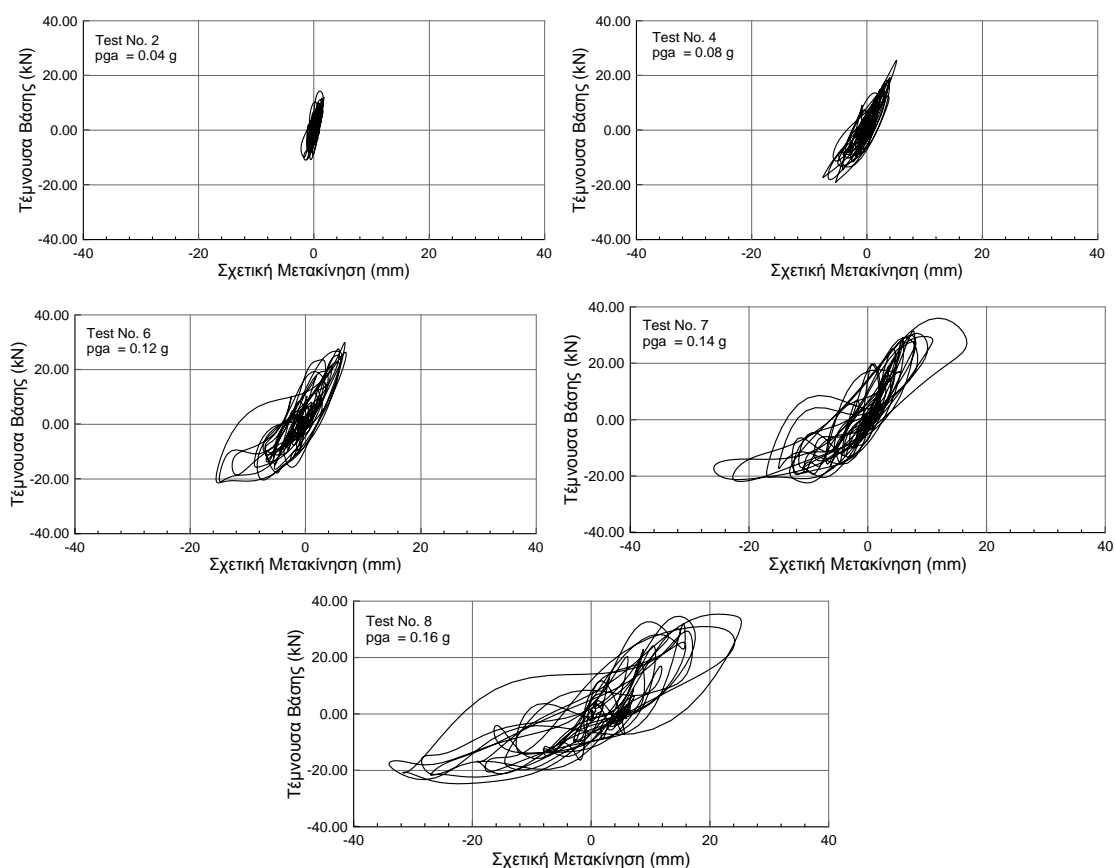 40.00
Test No. 2
pga = 0.04 g
20.00
0.00
-20.00
-40.00
Τέμνουσα Βάσης (kN)
-40 -20 0 20 40
Σχετική Μετακίνηση (mm)
40.00
Test No. 4
pga = 0.08 g
20.00
0.00
-20.00
-40.00
Τέμνουσα Βάσης (kN)
-40 -20 0 20 40
Σχετική Μετακίνηση (mm)
40.00
Test No. 6
pga = 0.12 g
20.00
0.00
-20.00
-40.00
Τέμνουσα Βάσης (kN)
-40 -20 0 20 40
Σχετική Μετακίνηση (mm)
40.00
Test No. 7
pga = 0.14 g
20.00
0.00
-20.00
-40.00
Τέμνουσα Βάσης (kN)
-40 -20 0 20 40
Σχετική Μετακίνηση (mm)
40.00
Test No. 8
pga = 0.16 g
20.00
0.00
-20.00
-40.00
Τέμνουσα Βάσης (kN)
-40 -20 0 20 40
Σχετική Μετακίνηση (mm)